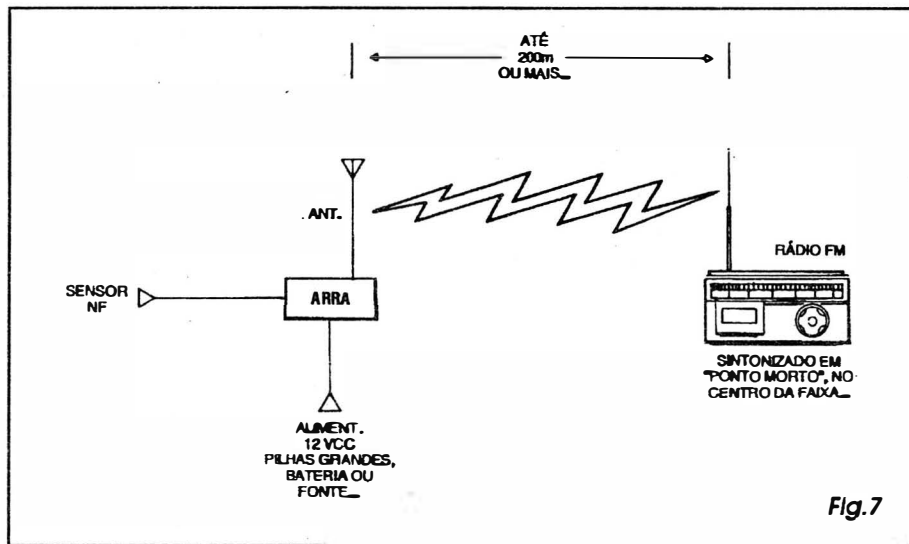 ATÉ
200m
OU MAIS...
ANT.
RÁDIO FM
SENSOR
NF
ARRA
SINTONIZADO EM
"PONTO MORTO", NO
CENTRO DA FAIXA...
ALIMENT.
12 VCC
PILHAS GRANDES,
BATERIA OU
FONTE...
Fig.7